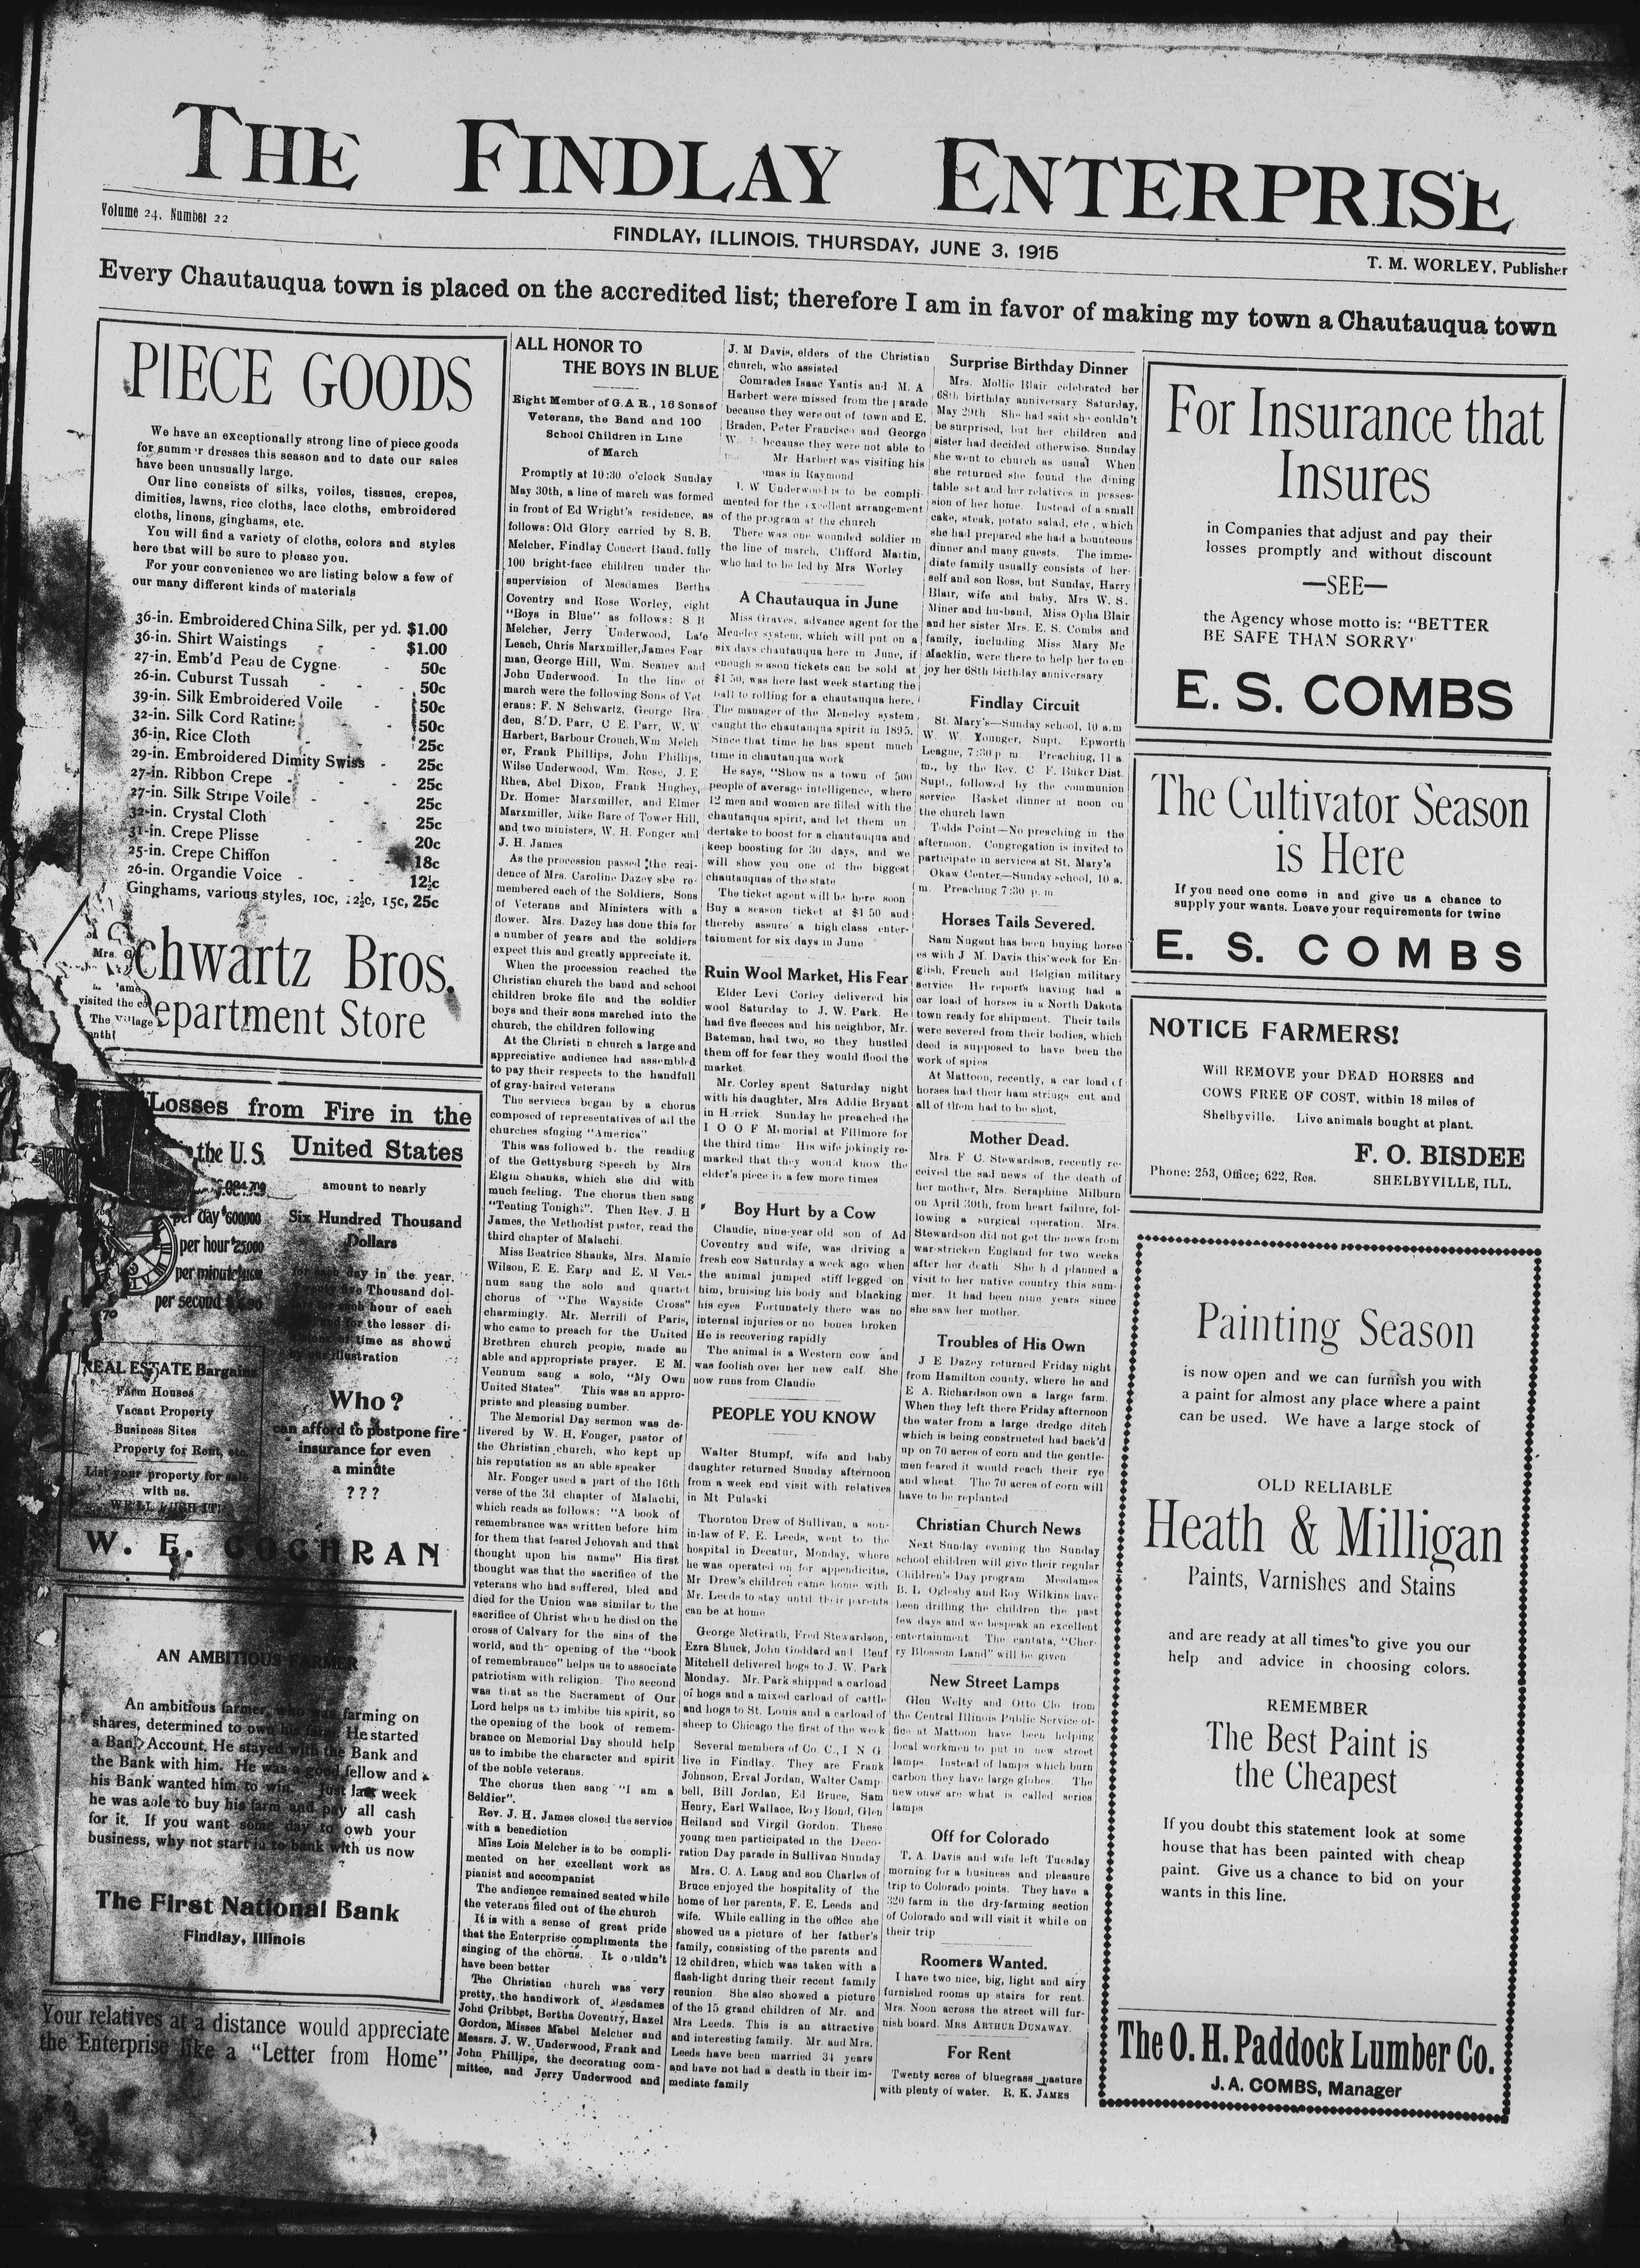 THE FINDLAY ENTERPRISE
Volume 24, Number 22
FINDLAY, ILLINOIS, THURSDAY, JUNE 3, 1915
T. M. WORLEY, Publisher
Every Chautauqua town is placed on the accredited list; therefore I am in favor of making my town a Chautauqua town
PIECE GOODS
We have an exceptionally strong line of piece goods
for summ'r dresses this season and to date our sales
have been unusually large.
Our line consists of silks, voiles, tissues, crepes,
dimities, lawns, rice cloths, lace cloths, embroidered
cloths, linens, ginghams, etc.
You will find a variety of cloths, colors and styles
here that will be sure to please you.
For your convenience we are listing below a few of
our many different kinds of materials
36-in. Embroidered China Silk, per yd. $1.00
36-in. Shirt Waistings - $1.00
27-in. Emb'd Peau de Cygne - 50c
26-in. Cuburst Tussah - - - 50c
39-in. Silk Embroidered Voile - 50c
32-in. Silk Cord Ratine - 50c
36-in. Rice Cloth - 25c
29-in. Embroidered Dimity Swiss - 25c
27-in. Ribbon Crepe - - 25c
27-in. Silk Stripe Voile - - 25c
32-in. Crystal Cloth - 25c
31-in. Crepe Plisse - 20c
25-in. Crepe Chiffon - - 18c
26-in. Organdie Voice - - 12½c
Ginghams, various styles, 10c, 12½c, 15c, 25c
chwartz Bros.
epartment Store
Mrs.
visited the
The Village
Losses from Fire in the
the U.S. United States
amount to nearly
per day $600000 Six Hundred Thousand
Dollars
per hour $25000
per minute
per second
for each day in the year.
Twenty five Thousand dol-
lars for each hour of each
and for the lesser di-
of time as shown
by our illustration
REAL ESTATE Bargains
Farm Houses
Vacant Property
Business Sites
Property for Rent, etc.
List your property for sale
with us.
WE'LL PUSH IT!
Who?
can afford to postpone fire
insurance for even
a minute
? ? ?
W. E. COCHRAN
AN AMBITIOUS FARMER
An ambitious farmer, who was farming on
shares, determined to own his farm. He started
a Bank Account. He stayed with the Bank and
the Bank with him. He was a good fellow and
his Bank wanted him to win. Just last week
he was able to buy his farm and pay all cash
for it. If you want some day to own your
business, why not start in to bank with us now
The First National Bank
Findlay, Illinois
Your relatives at a distance would appreciate
the Enterprise like a "Letter from Home"
ALL HONOR TO
THE BOYS IN BLUE
Eight Member of G.A R., 16 Sons of
Veterans, the Band and 100
School Children in Line
of March
Promptly at 10:30 o'clock Sunday
May 30th, a line of march was formed
in front of Ed Wright's residence, as
follows: Old Glory carried by S. B.
Melcher, Findlay Concert Band, fully
100 bright-face children under the
supervision of Mesdames Bertha
Coventry and Rose Worley, eight
"Boys in Blue" as follows: S B
Melcher, Jerry Underwood, Lafe
Leach, Chris Marxmiller, James Fear
man, George Hill, Wm. Seaney and
John Underwood. In the line of
march were the following Sons of Vet
erans: F. N Schwartz, George Bra-
den, S. D. Parr, C E. Parr, W. W.
Harbert, Barbour Crouch, Wm Melch
er, Frank Phillips, John Phillips,
Wilse Underwood, Wm. Rose, J. E
Rhea, Abel Dixon, Frank Hughey,
Dr. Homer Marxmiller, and Elmer
Marxmiller, Mike Bare of Tower Hill,
and two ministers, W. H. Fonger and
J. H. James
As the procession passed the resi-
dence of Mrs. Caroline Dazey she re-
membered each of the Soldiers, Sons
of Veterans and Ministers with a
flower. Mrs. Dazey has done this for
a number of years and the soldiers
expect this and greatly appreciate it.
When the procession reached the
Christian church the band and school
children broke file and the soldier
boys and their sons marched into the
church, the children following
At the Christi n church a large and
appreciative audience had assembled
to pay their respects to the handfull
of gray-haired veterans
The services began by a chorus
composed of representatives of all the
churches singing "America"
This was followed b. the reading
of the Gettysburg Speech by Mrs
Elgin Shanks, which she did with
much feeling. The chorus then sang
"Tenting Tonight". Then Rev. J. H
James, the Methodist pastor, read the
third chapter of Malachi.
Miss Beatrice Shanks, Mrs. Mamie
Wilson, E. E. Earp and E. M Ven-
num sang the solo and quartet
chorus of "The Wayside Cross"
charmingly. Mr. Merrill of Paris,
who came to preach for the United
Brethren church people, made an
able and appropriate prayer. E M.
Vennum sang a solo, "My Own
United States". This was an appro-
priate and pleasing number.
The Memorial Day sermon was de-
livered by W. H. Fonger, pastor of
the Christian church, who kept up
his reputation as an able speaker
Mr. Fonger used a part of the 16th
verse of the 3d chapter of Malachi,
which reads as follows: "A book of
remembrance was written before him
for them that feared Jehovah and that
thought upon his name" His first
thought was that the sacrifice of the
veterans who had suffered, bled and
died for the Union was similar to the
sacrifice of Christ when he died on the
cross of Calvary for the sins of the
world, and the opening of the "book
of remembrance" helps us to associate
patriotism with religion. The second
was that as the Sacrament of Our
Lord helps us to imbibe his spirit, so
the opening of the book of remem-
brance on Memorial Day should help
us to imbibe the character and spirit
of the noble veterans.
The chorus then sang "I am a
Seldier".
Rev. J. H. James closed the service
with a benediction
Miss Lois Melcher is to be compli-
mented on her excellent work as
pianist and accompanist
The audience remained seated while
the veterans filed out of the church
It is with a sense of great pride
that the Enterprise compliments the
singing of the chorus. It couldn't
have been better
The Christian church was very
pretty, the handiwork of Mesdames
John Cribbet, Bertha Coventry, Hazel
Gordon, Misses Mabel Melcher and
Messrs. J. W. Underwood, Frank and
John Phillips, the decorating com-
mittee, and Jerry Underwood and
J. M Davis, elders of the Christian
church, who assisted
Comrades Isaac Yantis and M. A
Harbert were missed from the parade
because they were out of town and E.
Braden, Peter Francisco and George
W because they were not able to
Mr Harbert was visiting his
in Raymond
J. W Underwood is to be compli-
mented for the excellent arrangement
of the program at the church
There was one wounded soldier in
the line of march, Clifford Martin,
who had to be led by Mrs Worley
A Chautauqua in June
Miss Graves, advance agent for the
Meneley system, which will put on a
six days chautauqua here in June, if
enough season tickets can be sold at
$1 50, was here last week starting the
ball to rolling for a chautauqua here.
The manager of the Meneley system
caught the chautauqua spirit in 1895.
Since that time he has spent much
time in chautauqua work
He says, "Show us a town of 500
people of average intelligence, where
12 men and women are filled with the
chautauqua spirit, and let them un
dertake to boost for a chautauqua and
keep boosting for 30 days, and we
will show you one of the biggest
chautauquas of the state
The ticket agent will be here soon
Buy a season ticket at $1 50 and
thereby assure a high class enter-
tainment for six days in June
Ruin Wool Market, His Fear
Elder Levi Corley delivered his
wool Saturday to J. W. Park. He
had five fleeces and his neighbor, Mr.
Bateman, had two, so they hustled
them off for fear they would flood the
market.
Mr. Corley spent Saturday night
with his daughter, Mrs Addie Bryant
in Herrick Sunday he preached the
I O O F Memorial at Fillmore for
the third time His wife jokingly re-
marked that they would know the
elder's piece in a few more times
Boy Hurt by a Cow
Claudie, nine-year old son of Ad
Coventry and wife, was driving a
fresh cow Saturday a week ago when
the animal jumped stiff legged on
him, bruising his body and blacking
his eyes Fortunately there was no
internal injuries or no bones broken
He is recovering rapidly
The animal is a Western cow and
was foolish over her new calf. She
now runs from Claudie
PEOPLE YOU KNOW
Walter Stumpf, wife and baby
daughter returned Sunday afternoon
from a week end visit with relatives
in Mt Pulaski
Thornton Drew of Sullivan, a son-
in-law of F. E. Leeds, went to the
hospital in Decatur, Monday, where
he was operated on for appendicitis,
Mr Drew's children came home with
Mr. Leeds to stay until their parents
can be at home
George McGrath, Fred Stewardson,
Ezra Shuck, John Goddard and Benf
Mitchell delivered hogs to J. W. Park
Monday. Mr. Park shipped a carload
of hogs and a mixed carload of cattle
and hogs to St. Louis and a carload of
sheep to Chicago the first of the week
Several members of Co. C., I N G
live in Findlay. They are Frank
Johnson, Erval Jordan, Walter Camp
bell, Bill Jordan, Ed Bruce, Sam
Henry, Earl Wallace, Roy Bond, Glen
Heiland and Virgil Gordon. These
young men participated in the Deco-
ration Day parade in Sullivan Sunday
Mrs. C. A. Lang and son Charles of
Bruce enjoyed the hospitality of the
home of her parents, F. E. Leeds and
wife. While calling in the office she
showed us a picture of her father's
family, consisting of the parents and
12 children, which was taken with a
flash-light during their recent family
reunion She also showed a picture
of the 15 grand children of Mr. and
Mrs Leeds. This is an attractive
and interesting family. Mr. and Mrs.
Leeds have been married 34 years
and have not had a death in their im-
mediate family
Surprise Birthday Dinner
Mrs. Mollie Blair celebrated her
68th birthday anniversary Saturday,
May 29th She had said she couldn't
be surprised, but her children and
sister had decided otherwise. Sunday
she went to church as usual When
she returned she found the dining
table set and her relatives in posses-
sion of her home. Instead of a small
cake, steak, potato salad, etc, which
she had prepared she had a bounteous
dinner and many guests. The imme-
diate family usually consists of her-
self and son Ross, but Sunday, Harry
Blair, wife and baby, Mrs W. S.
Miner and husband, Miss Opha Blair
and her sister Mrs. E. S. Combs and
family, including Miss Mary Mc
Macklin, were there to help her to en
joy her 68th birthday anniversary
Findlay Circuit
St. Mary's—Sunday school, 10 a.m
W. W. Younger, Supt. Epworth
League, 7:30 p m Preaching, 11 a
m., by the Rev. C F. Buker Dist.
Supt., followed by the communion
service Basket dinner at noon on
the church lawn
Todds Point—No preaching in the
afternoon. Congregation is invited to
participate in services at St. Mary's
Okaw Center.—Sunday school, 10 a.
m. Preaching 7:30 p. m
Horses Tails Severed.
Sam Nugent has been buying horse
es with J M. Davis this week for En-
glish, French and Belgian military
service He reports having had a
car load of horses in a North Dakota
town ready for shipment. Their tails
were severed from their bodies, which
deed is supposed to have been the
work of spies
At Mattoon, recently, a car load of
horses had their ham strings cut and
all of them had to be shot,
Mother Dead.
Mrs. F C. Stewardson, recently re-
ceived the sad news of the death of
her mother, Mrs. Seraphine Milburn
on April 30th, from heart failure, fol-
lowing a surgical operation. Mrs.
Stewardson did not get the news from
war-stricken England for two weeks
after her death She h d planned a
visit to her native country this sum-
mer. It had been nine years since
she saw her mother.
Troubles of His Own
J E Dazey returned Friday night
from Hamilton county, where he and
E A. Richardson own a large farm.
When they left there Friday afternoon
the water from a large dredge ditch
which is being constructed had back'd
up on 70 acres of corn and the gentle-
men feared it would reach their rye
and wheat. The 70 acres of corn will
have to be replanted
Christian Church News
Next Sunday evening the Sunday
school children will give their regular
Children's Day program Mesdames
B. L Oglesby and Roy Wilkins have
been drilling the children the past
few days and we bespeak an excellent
entertainment The cantata, "Cher-
ry Blossom Land" will be given
New Street Lamps
Glen Welty and Otto Clo from
the Central Illinois Public Service of-
fice at Mattoon have been helping
local workmen to put in new street
lamps Instead of lamps which burn
carbon they have large globes. The
new ones are what is called series
lamps
Off for Colorado
T. A. Davis and wife left Tuesday
morning for a business and pleasure
trip to Colorado points. They have a
320 farm in the dry-farming section
of Colorado and will visit it while on
their trip
Roomers Wanted.
I have two nice, big, light and airy
furnished rooms up stairs for rent.
Mrs. Noon across the street will fur-
nish board. MRS ARTHUR DUNAWAY.
For Rent
Twenty acres of bluegrass pasture
with plenty of water. R. K. JAMES
For Insurance that
Insures
in Companies that adjust and pay their
losses promptly and without discount
—SEE—
the Agency whose motto is: "BETTER
BE SAFE THAN SORRY"
E. S. COMBS
The Cultivator Season
is Here
If you need one come in and give us a chance to
supply your wants. Leave your requirements for twine
E. S. COMBS
NOTICE FARMERS!
Will REMOVE your DEAD HORSES and
COWS FREE OF COST, within 18 miles of
Shelbyville. Live animals bought at plant.
F. O. BISDEE
Phone: 253, Office; 622, Res. SHELBYVILLE, ILL.
Painting Season
is now open and we can furnish you with
a paint for almost any place where a paint
can be used. We have a large stock of
OLD RELIABLE
Heath & Milligan
Paints, Varnishes and Stains
and are ready at all times to give you our
help and advice in choosing colors.
REMEMBER
The Best Paint is
the Cheapest
If you doubt this statement look at some
house that has been painted with cheap
paint. Give us a chance to bid on your
wants in this line.
The O. H. Paddock Lumber Co.
J. A. COMBS, Manager